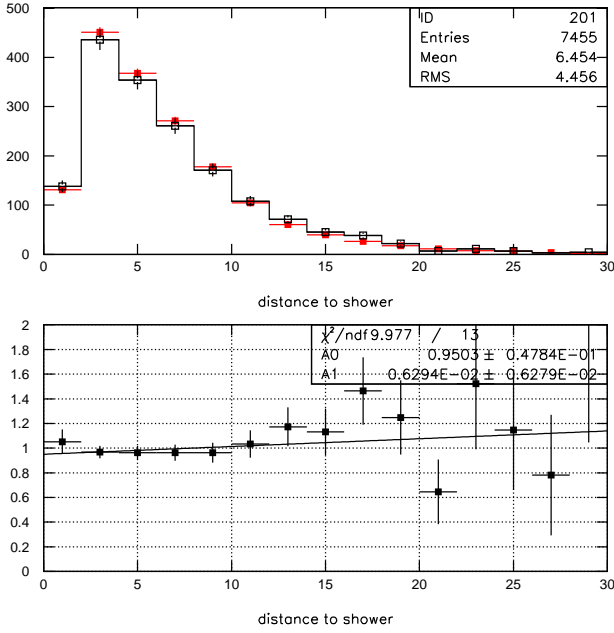 500
400
300
200
100
0
ID 201
Entries 7455
Mean 6.454
RMS 4.456
0 5 10 15 20 25 30
distance to shower
2
1.8
1.6
1.4
1.2
1
0.8
0.6
0.4
0.2
0
χ²/ndf 9.977 / 13
A0 0.9503 ± 0.4784E-01
A1 0.6294E-02 ± 0.6279E-02
0 5 10 15 20 25 30
distance to shower